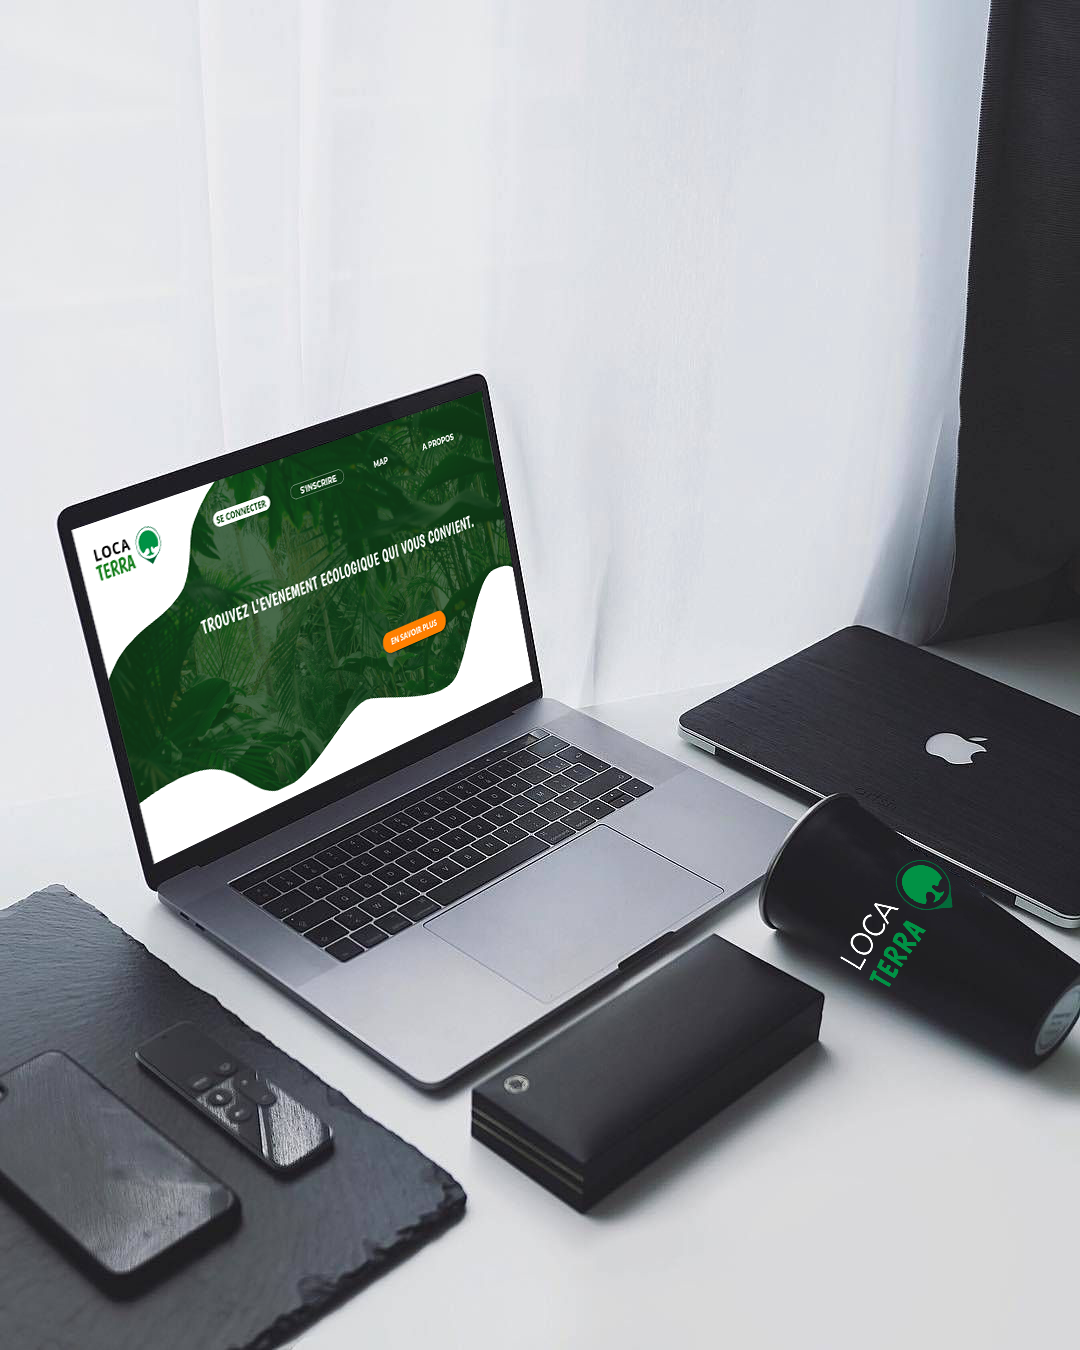 LOCA
TERRA
SE CONNECTER
S'INSCRIRE
MAP
A PROPOS
TROUVEZ L'EVENEMENT ECOLOGIQUE QUI VOUS CONVIENT.
EN SAVOIR PLUS
LOCA
TERRA